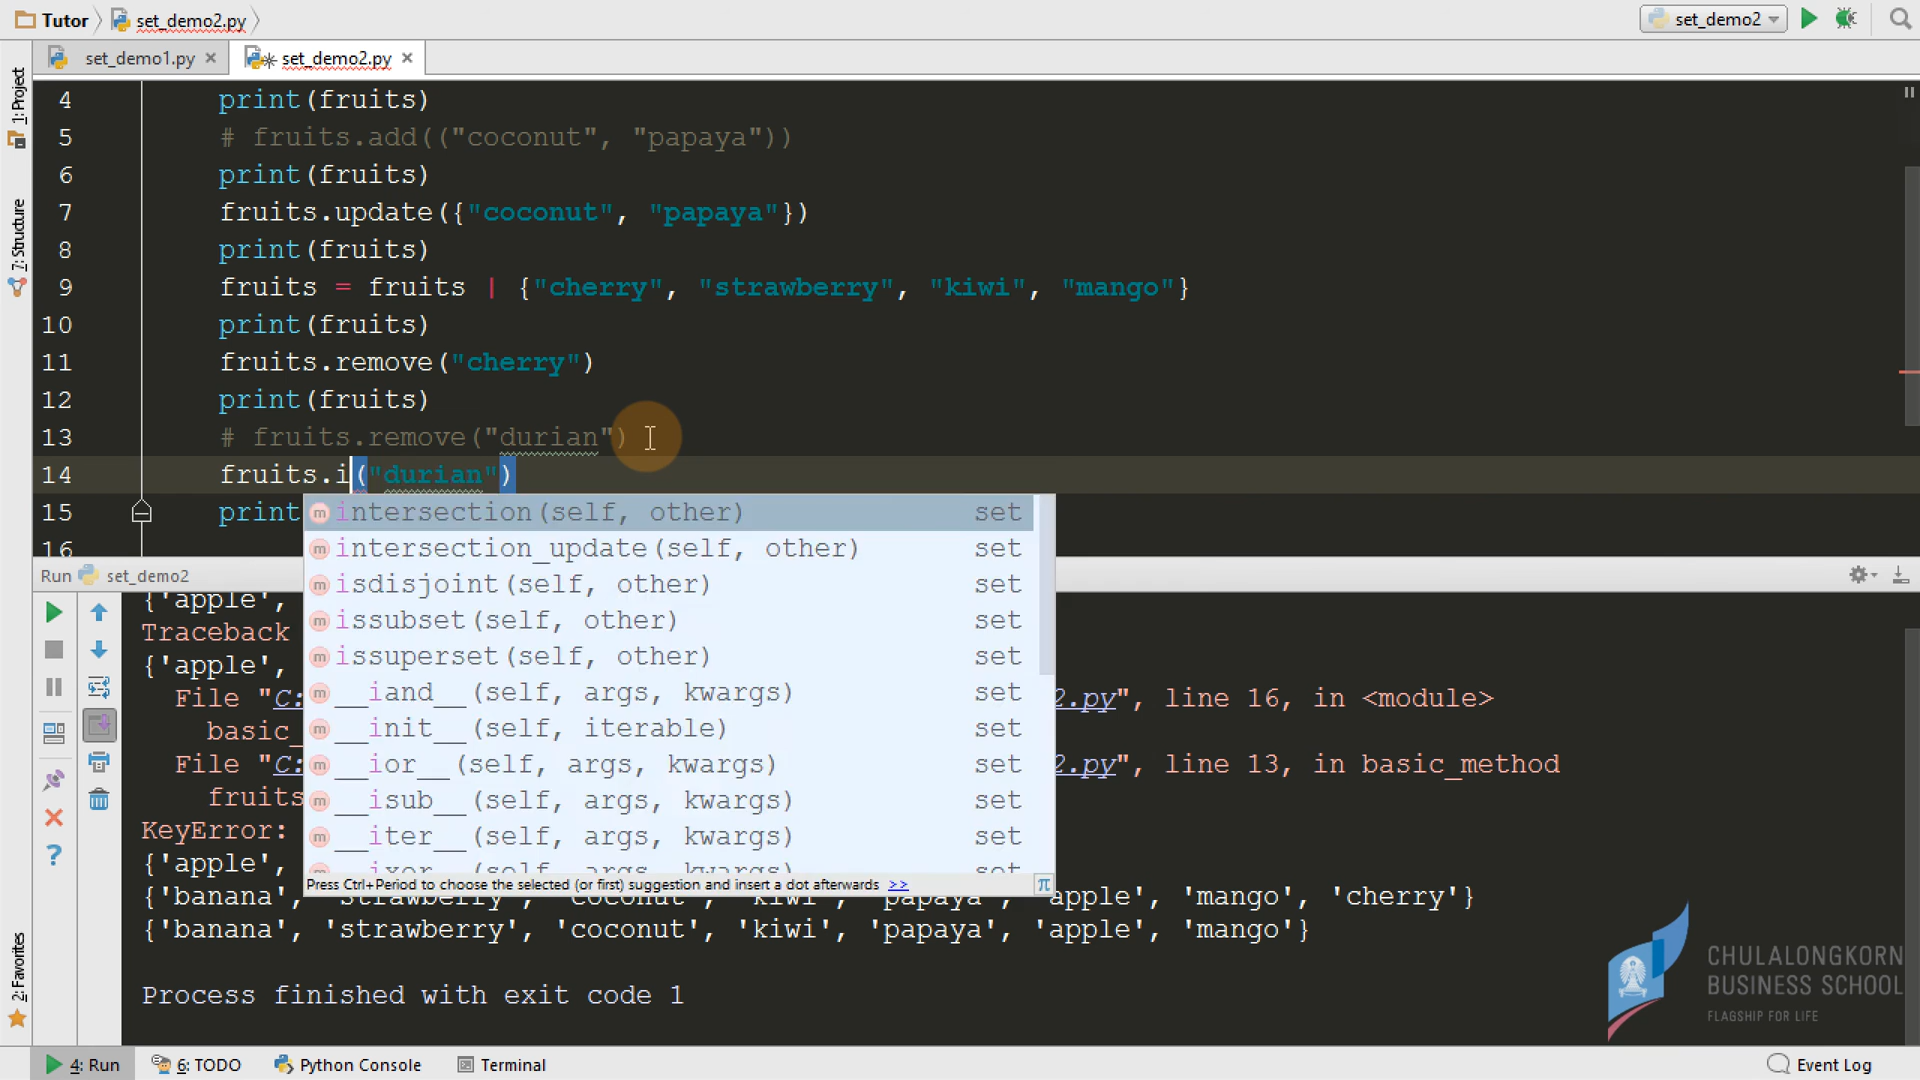 Tutor set_demo2.py set_demo2
set_demo1.py set_demo2.py
1: Project
7: Structure
2: Favorites
4 print(fruits)
5 # fruits.add(("coconut", "papaya"))
6 print(fruits)
7 fruits.update({"coconut", "papaya"})
8 print(fruits)
9 fruits = fruits | {"cherry", "strawberry", "kiwi", "mango"}
10 print(fruits)
11 fruits.remove("cherry")
12 print(fruits)
13 # fruits.remove("durian")
14 fruits.i("durian")
15 print
16
intersection(self, other) set
intersection_update(self, other) set
isdisjoint(self, other) set
issubset(self, other) set
issuperset(self, other) set
__iand__(self, args, kwargs) set
__init__(self, iterable) set
__ior__(self, args, kwargs) set
__isub__(self, args, kwargs) set
__iter__(self, args, kwargs) set
Press Ctrl+Period to choose the selected (or first) suggestion and insert a dot afterwards >>
Run set_demo2
{'apple',
Traceback
{'apple',
File "C: 2.py", line 16, in <module>
basic_
File "C: 2.py", line 13, in basic_method
fruits
KeyError:
{'apple',
{'banana', 'strawberry', 'coconut', 'kiwi', 'papaya', 'apple', 'mango', 'cherry'}
{'banana', 'strawberry', 'coconut', 'kiwi', 'papaya', 'apple', 'mango'}
Process finished with exit code 1
CHULALONGKORN
BUSINESS SCHOOL
FLAGSHIP FOR LIFE
4: Run 6: TODO Python Console Terminal Event Log